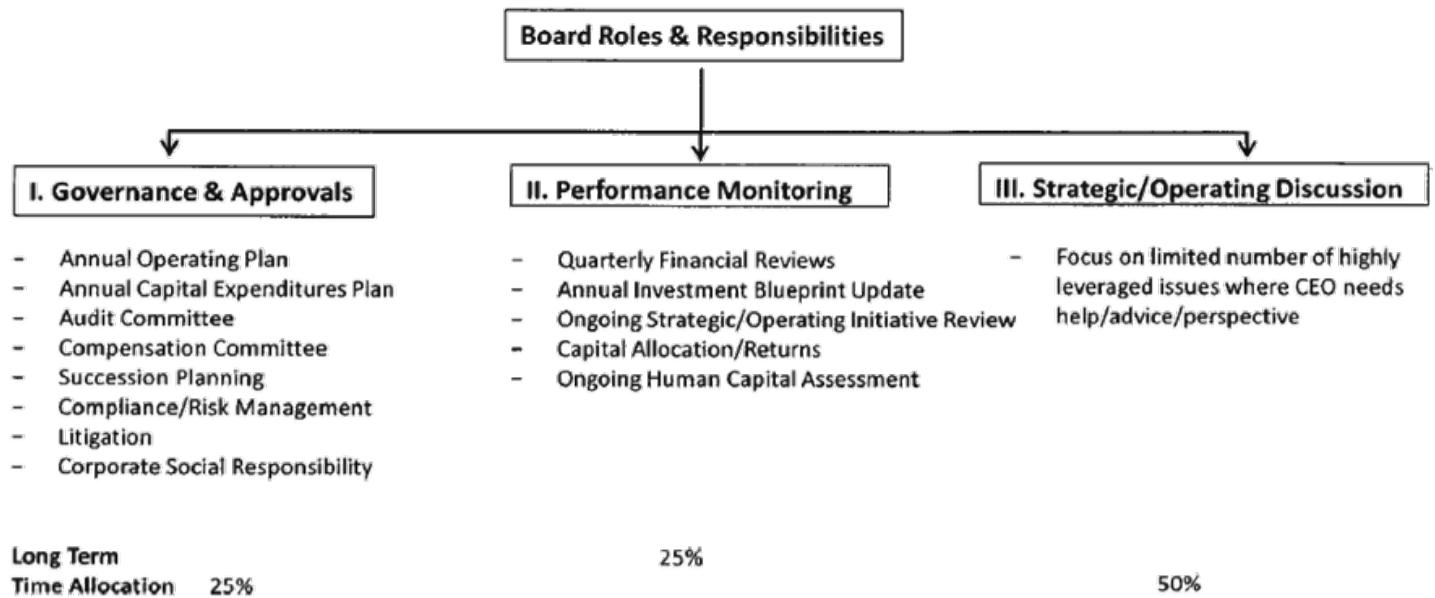 Board Roles & Responsibilities
I. Governance & Approvals
- Annual Operating Plan
- Annual Capital Expenditures Plan
- Audit Committee
- Compensation Committee
- Succession Planning
- Compliance/Risk Management
- Litigation
- Corporate Social Responsibility
II. Performance Monitoring
- Quarterly Financial Reviews
- Annual Investment Blueprint Update
- Ongoing Strategic/Operating Initiative Review
- Capital Allocation/Returns
- Ongoing Human Capital Assessment
III. Strategic/Operating Discussion
- Focus on limited number of highly
leveraged issues where CEO needs
help/advice/perspective
Long Term
Time Allocation 25%
25%
50%